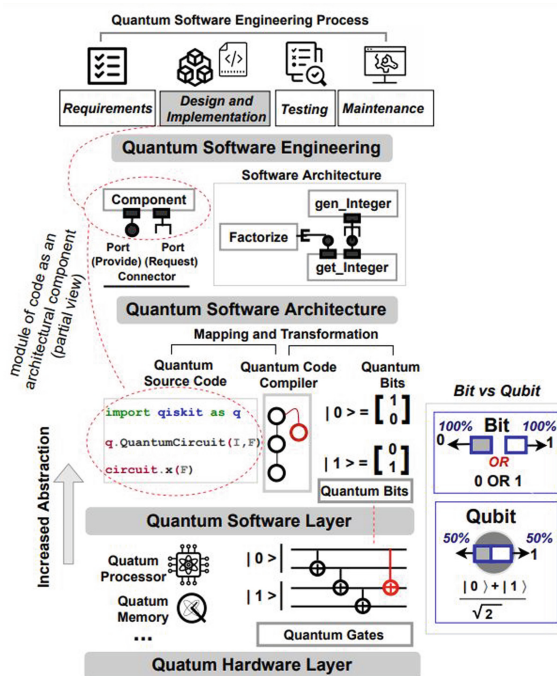 Quantum Software Engineering Process
Requirements
Design and
Implementation
Testing
Maintenance
Quantum Software Engineering
Software Architecture
Component
Port
(Provide)
Port
(Request)
Connector
gen_Integer
Factorize
get_Integer
module of code as an
architectural component
(partial view)
Quantum Software Architecture
Mapping and Transformation
Quantum
Source Code
Quantum Code
Compiler
Quantum
Bits
import qiskit as q
q.QuantumCircuit(I,F)
circuit.x(F)
| 0 > = [1 0]
| 1 > = [0 1]
Quantum Bits
Quantum Software Layer
Increased Abstraction
Quatum
Processor
Quatum
Memory
...
| 0 >|
| 1 >|
Quantum Gates
Quatum Hardware Layer
Bit vs Qubit
100% Bit 100%
0 1
OR
0 OR 1
Qubit
50% 50%
1
| 0 ⟩ + | 1 ⟩
√2